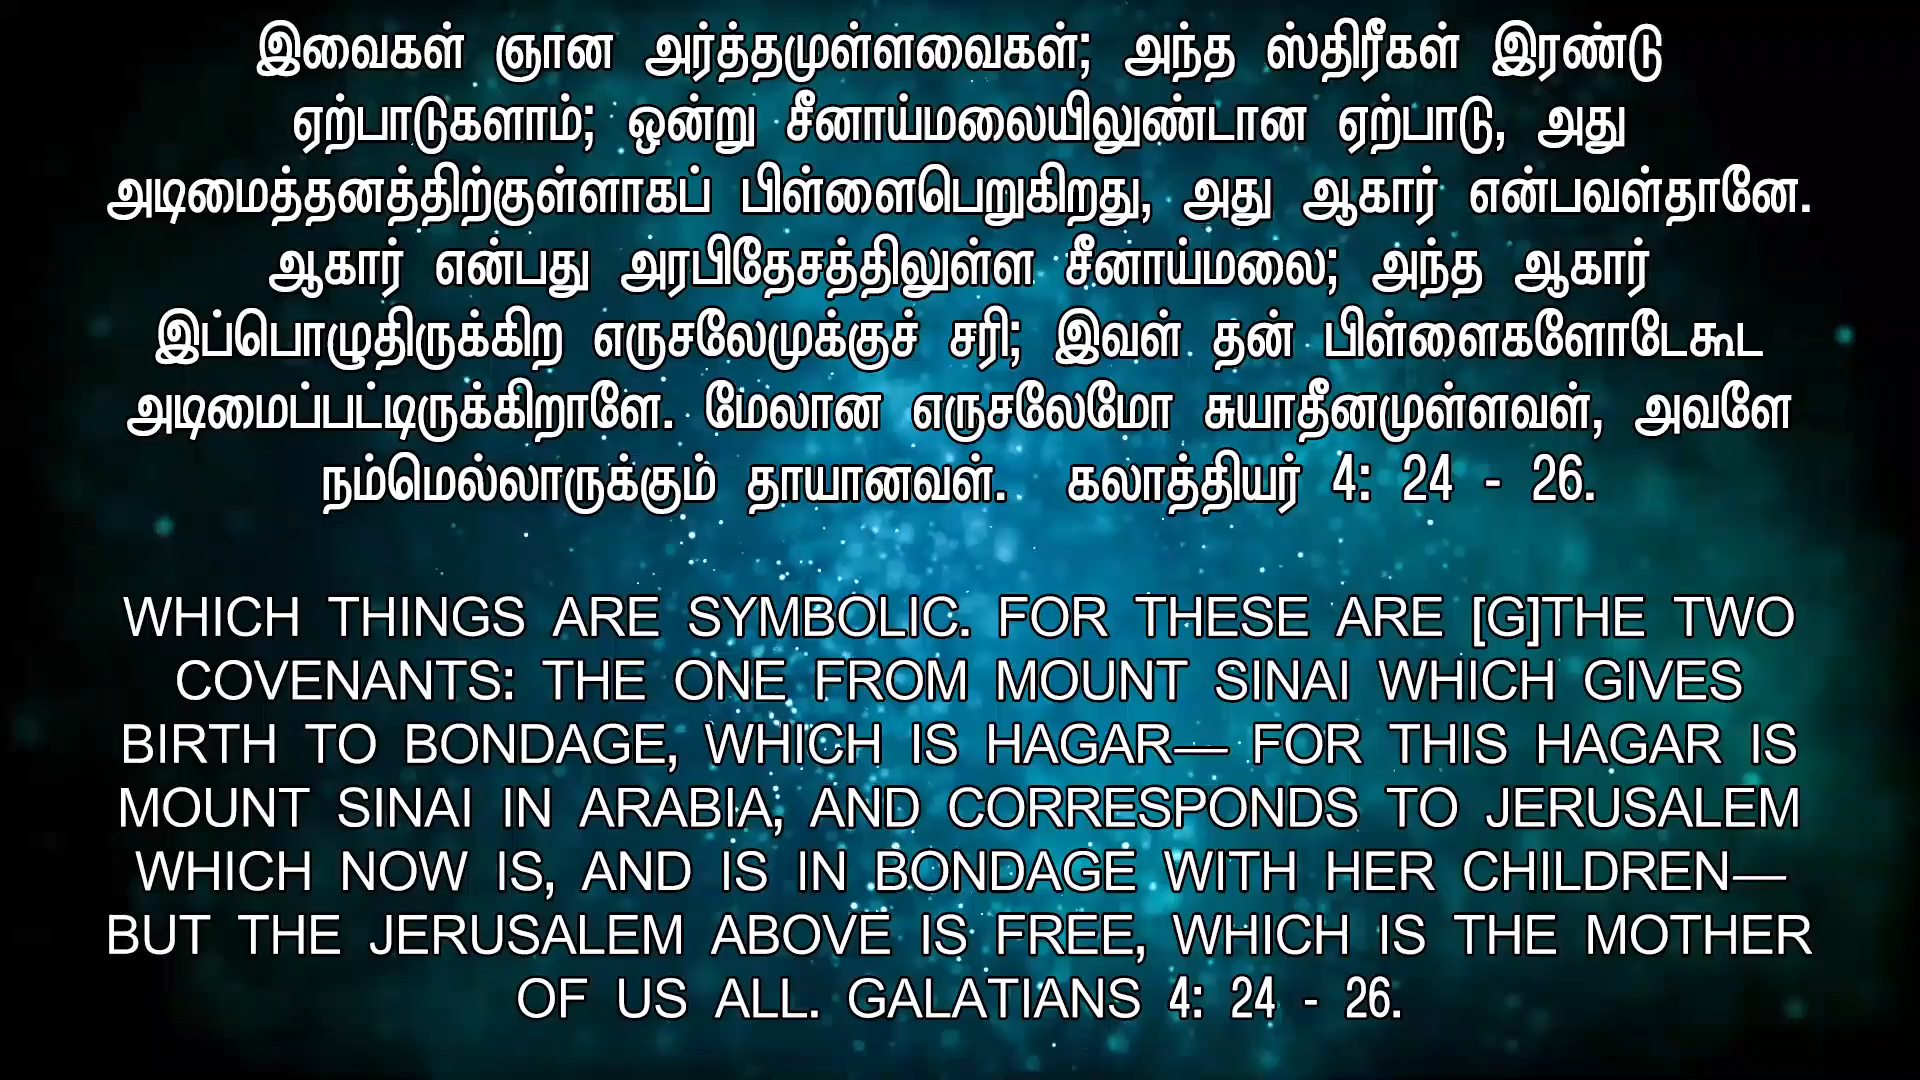 இவைகள் ஞான அர்த்தமுள்ளவைகள்; அந்த ஸ்திரீகள் இரண்டு
ஏற்பாடுகளாம்; ஒன்று சீனாய்மலையிலுண்டான ஏற்பாடு, அது
அடிமைத்தனத்திற்குள்ளாகப் பிள்ளைபெறுகிறது, அது ஆகார் என்பவள்தானே.
ஆகார் என்பது அரபிதேசத்திலுள்ள சீனாய்மலை; அந்த ஆகார்
இப்பொழுதிருக்கிற எருசலேமுக்குச் சரி; இவள் தன் பிள்ளைகளோடேகூட
அடிமைப்பட்டிருக்கிறாளே. மேலான எருசலேமோ சுயாதீனமுள்ளவள், அவளே
நம்மெல்லாருக்கும் தாயானவள். கலாத்தியர் 4: 24 - 26.
WHICH THINGS ARE SYMBOLIC. FOR THESE ARE [G]THE TWO
COVENANTS: THE ONE FROM MOUNT SINAI WHICH GIVES
BIRTH TO BONDAGE, WHICH IS HAGAR— FOR THIS HAGAR IS
MOUNT SINAI IN ARABIA, AND CORRESPONDS TO JERUSALEM
WHICH NOW IS, AND IS IN BONDAGE WITH HER CHILDREN—
BUT THE JERUSALEM ABOVE IS FREE, WHICH IS THE MOTHER
OF US ALL. GALATIANS 4: 24 - 26.